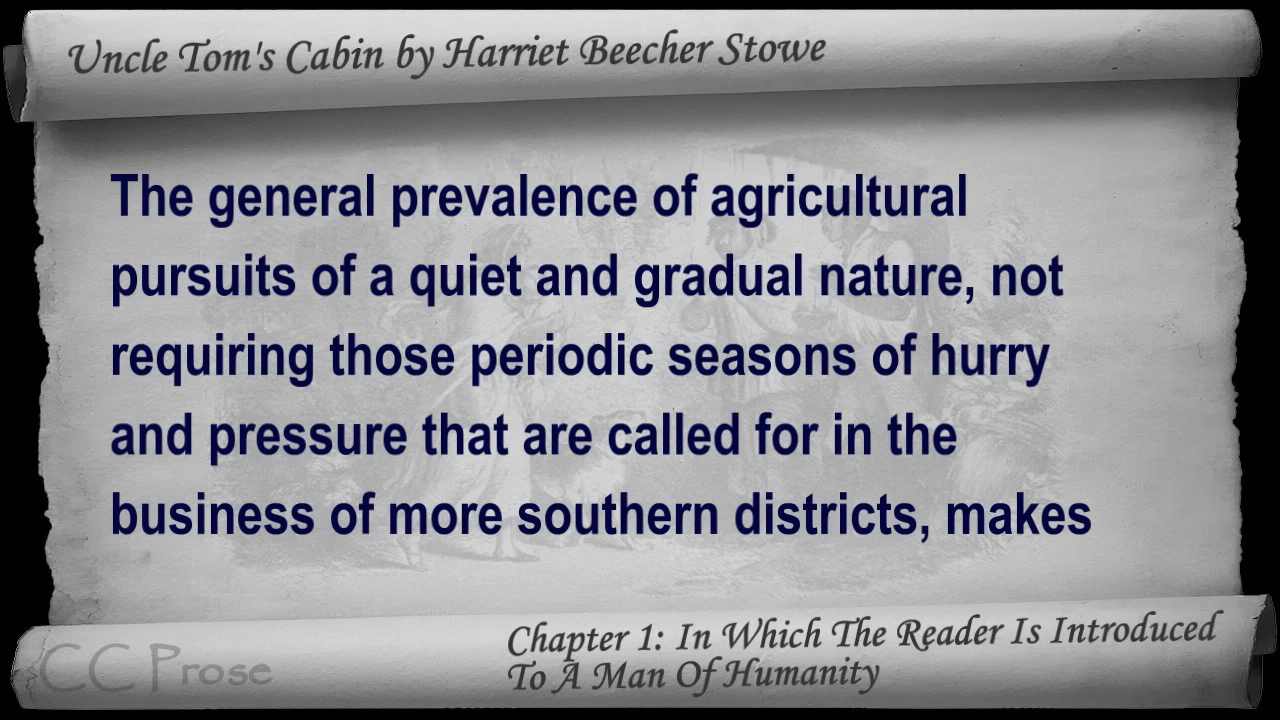 Uncle Tom's Cabin by Harriet Beecher Stowe
The general prevalence of agricultural
pursuits of a quiet and gradual nature, not
requiring those periodic seasons of hurry
and pressure that are called for in the
business of more southern districts, makes
Chapter 1: In Which The Reader Is Introduced
To A Man Of Humanity
CC Prose